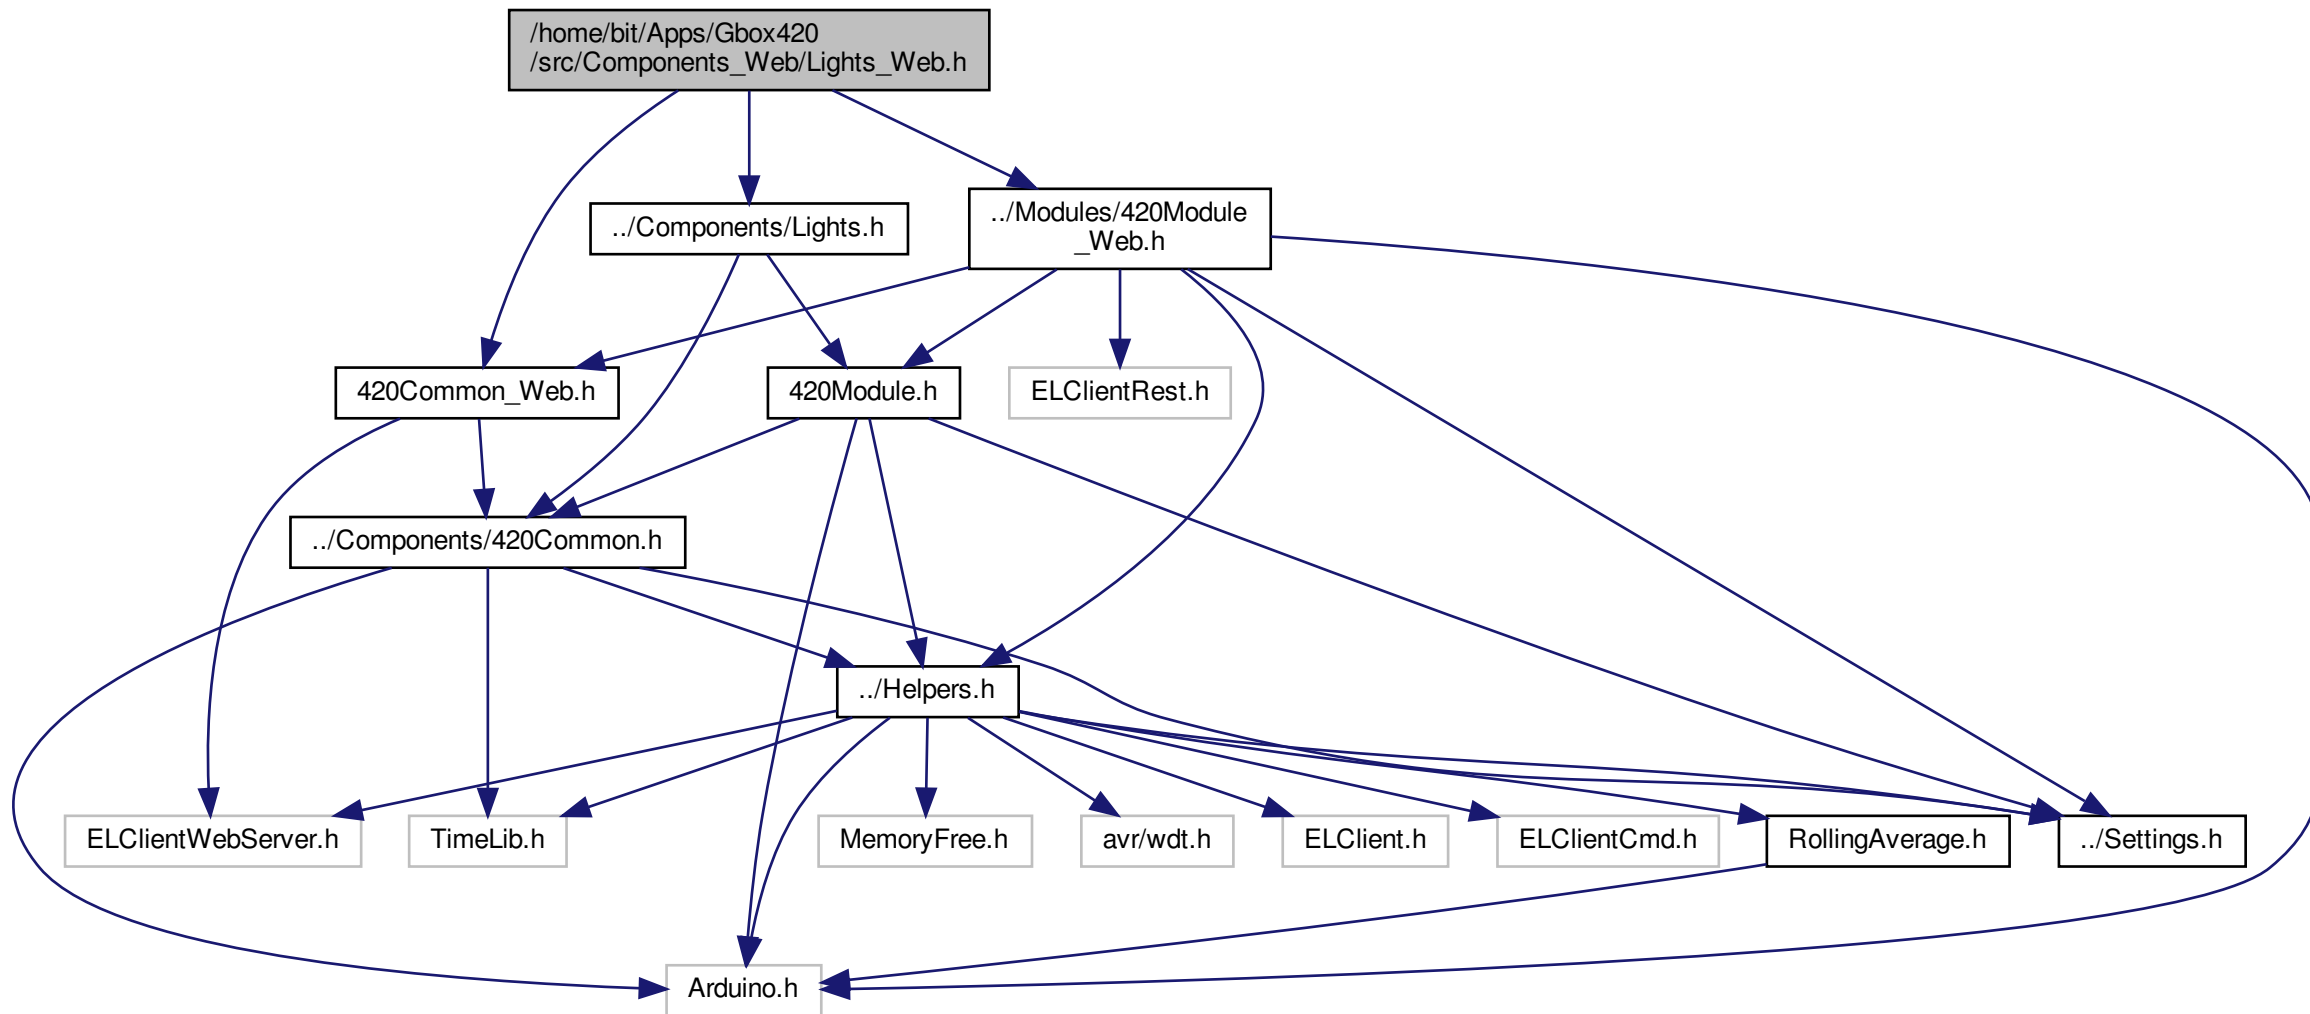 /home/bit/Apps/Gbox420
/src/Components_Web/Lights_Web.h
../Components/Lights.h
../Modules/420Module
_Web.h
420Common_Web.h
420Module.h
ELClientRest.h
../Components/420Common.h
../Helpers.h
ELClientWebServer.h
TimeLib.h
MemoryFree.h
avr/wdt.h
ELClient.h
ELClientCmd.h
RollingAverage.h
../Settings.h
Arduino.h